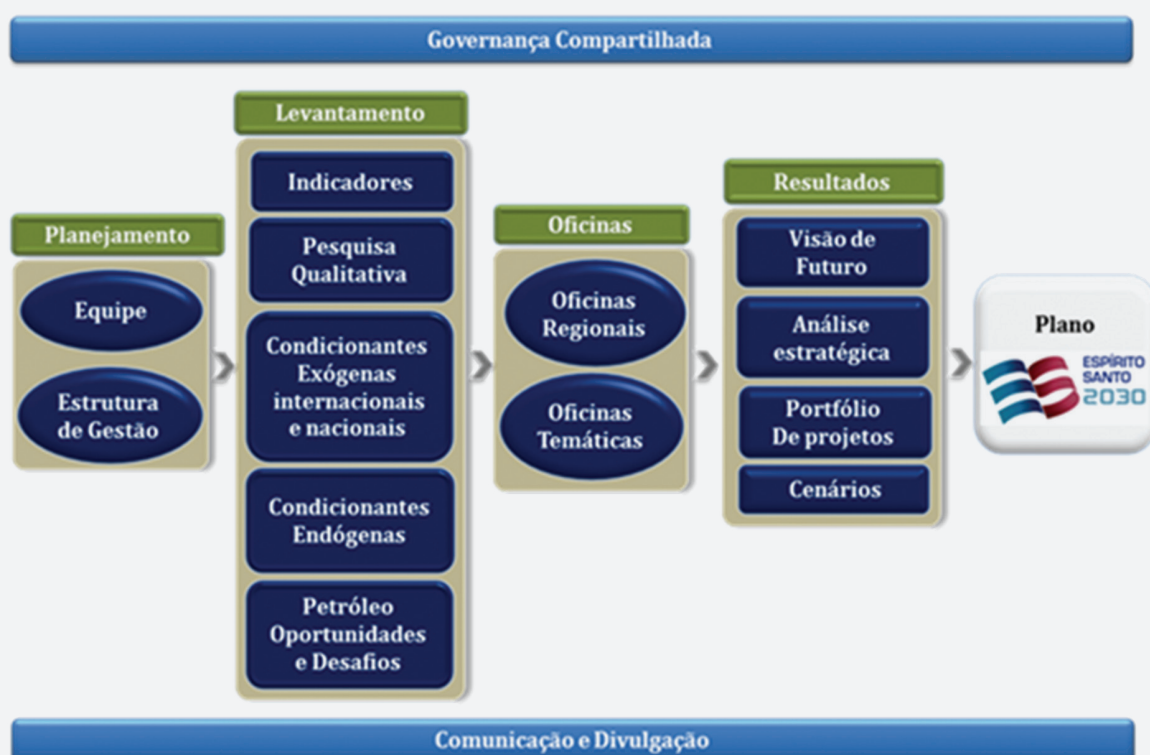 Governança Compartilhada
Planejamento
Equipe
Estrutura
de Gestão
Levantamento
Indicadores
Pesquisa
Qualitativa
Condicionantes
Exógenas
internacionais
e nacionais
Condicionantes
Endógenas
Petróleo
Oportunidades
e Desafios
Oficinas
Oficinas
Regionais
Oficinas
Temáticas
Resultados
Visão de
Futuro
Análise
estratégica
Portfólio
De projetos
Cenários
Plano
ESPÍRITO
SANTO
2030
Comunicação e Divulgação